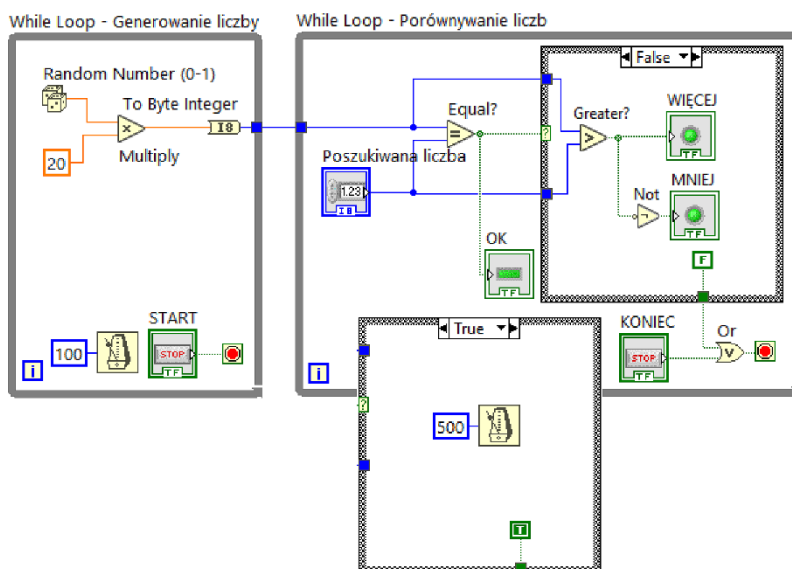 While Loop - Generowanie liczby
While Loop - Porównywanie liczb
Random Number (0-1)
To Byte Integer
x
I8
20
Multiply
START
100
STOP
TF
i
False
Equal?
=
?
Greater?
>
WIĘCEJ
TF
Poszukiwana liczba
1.23
I8
Not
MNIEJ
TF
OK
TF
F
KONIEC
Or
STOP
V
TF
i
True
?
500
T